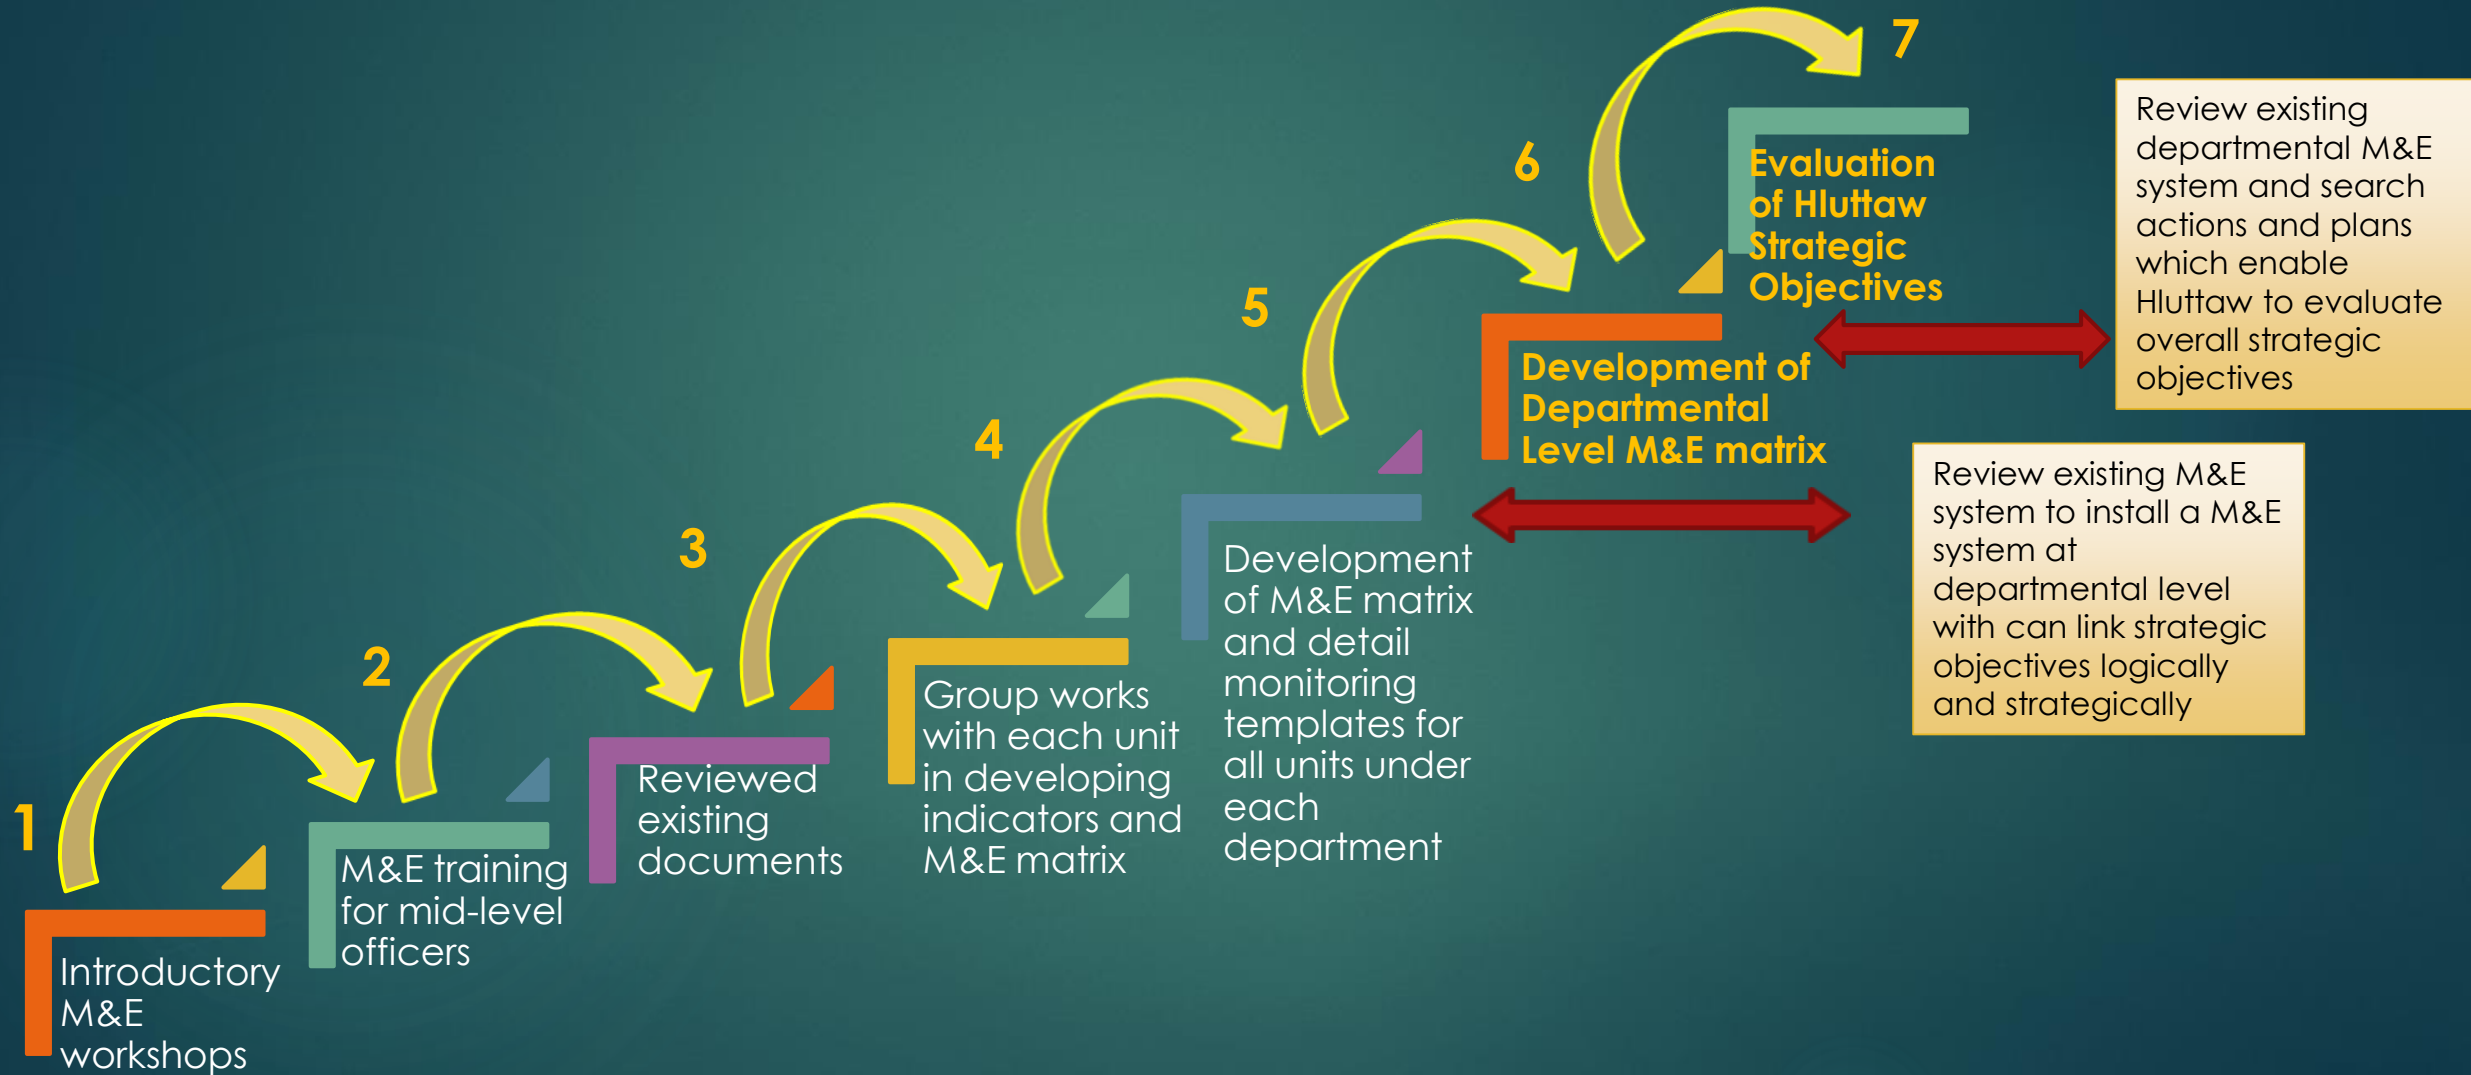 1
Introductory
M&E
workshops
2
M&E training
for mid-level
officers
3
Reviewed
existing
documents
4
Group works
with each unit
in developing
indicators and
M&E matrix
5
Development
of M&E matrix
and detail
monitoring
templates for
all units under
each
department
6
Development of
Departmental
Level M&E matrix
7
Evaluation
of Hluttaw
Strategic
Objectives
Review existing
departmental M&E
system and search
actions and plans
which enable
Hluttaw to evaluate
overall strategic
objectives
Review existing M&E
system to install a M&E
system at
departmental level
with can link strategic
objectives logically
and strategically